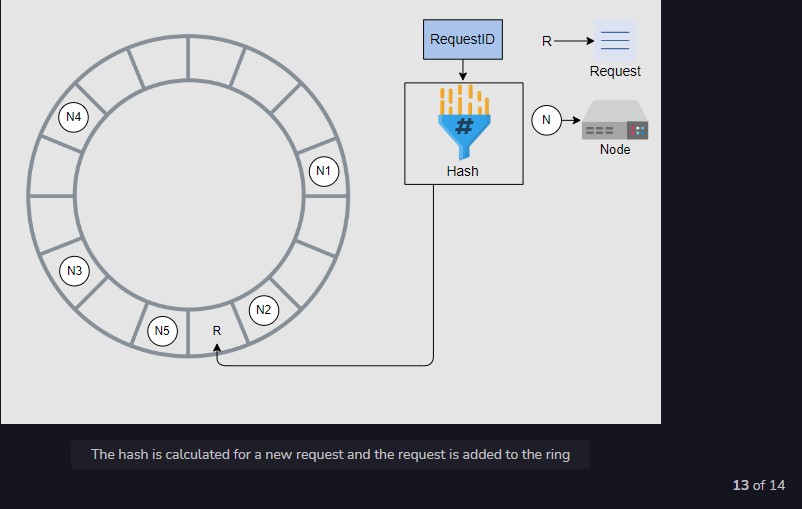 RequestID
R
Request
N4
#
N
N1
Hash
Node
N3
N2
N5
R
The hash is calculated for a new request and the request is added to the ring
13 of 14